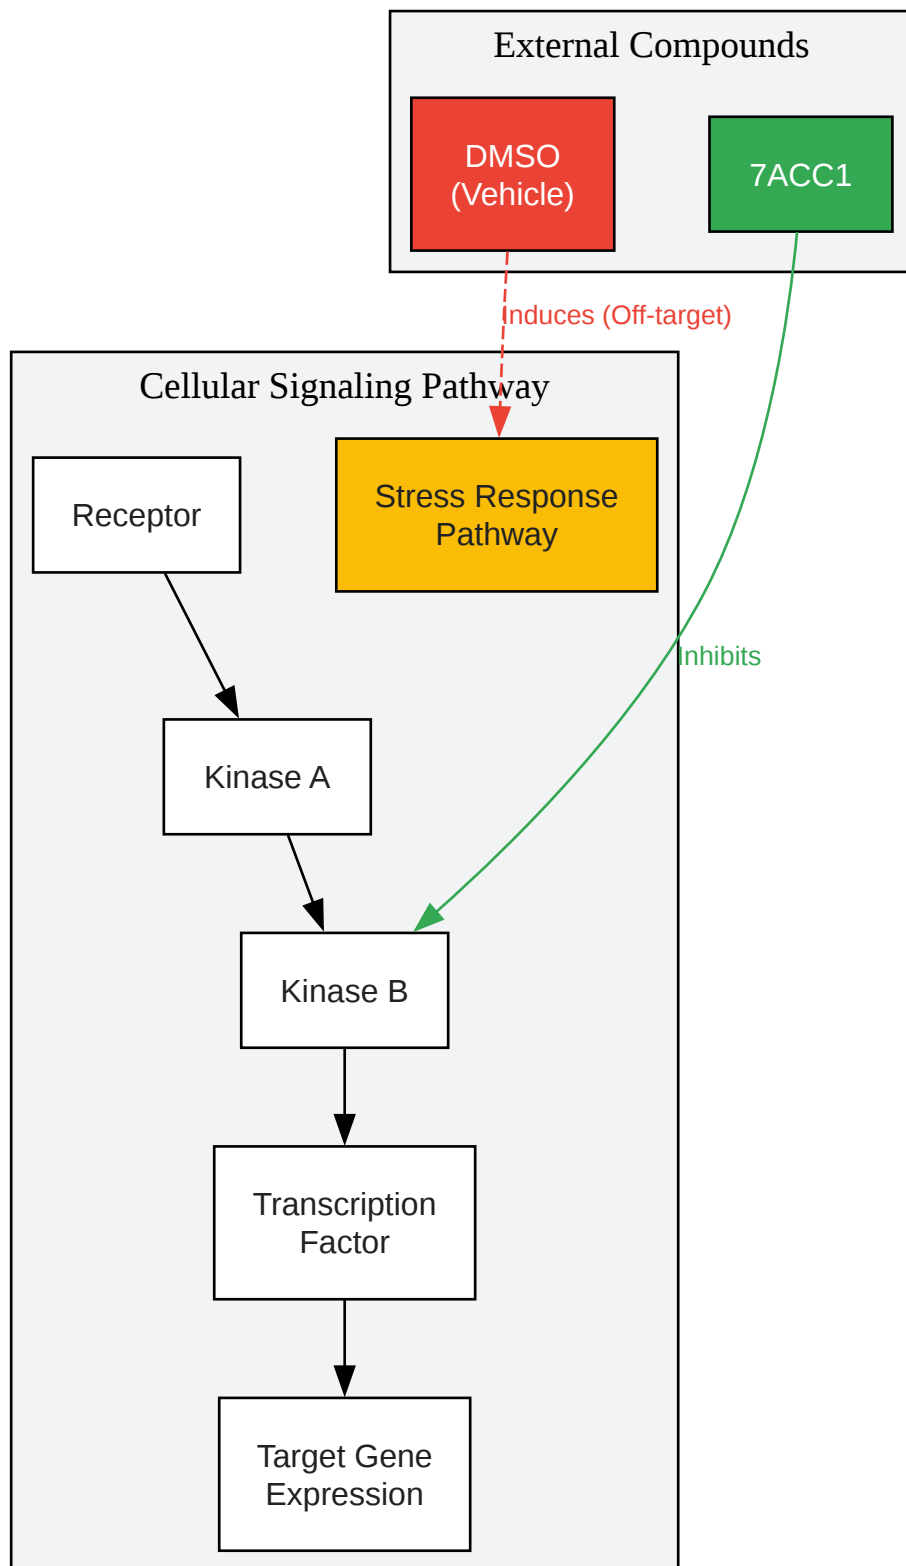 External Compounds
DMSO
(Vehicle)
7ACC1
Induces (Off-target)
Cellular Signaling Pathway
Receptor
Stress Response
Pathway
Inhibits
Kinase A
Kinase B
Transcription
Factor
Target Gene
Expression